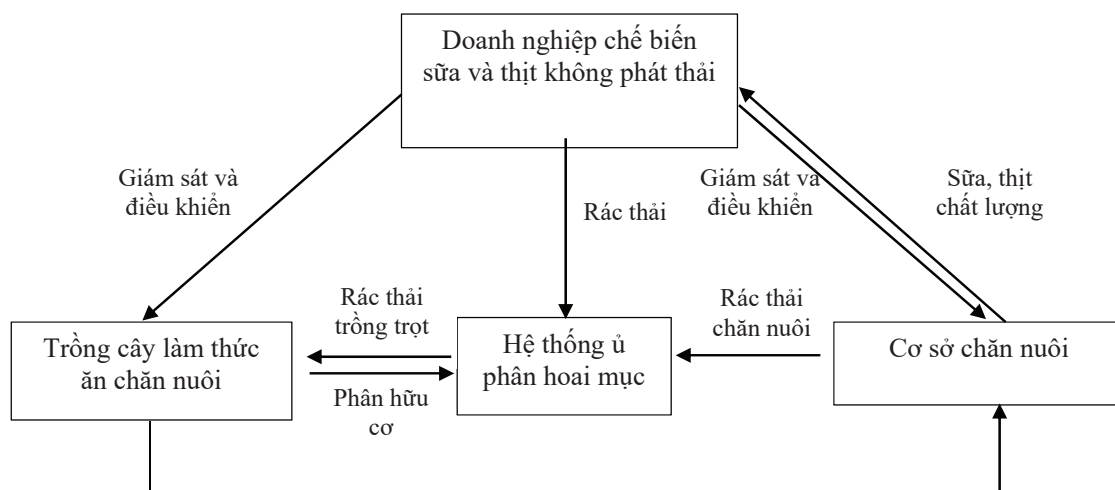 Doanh nghiệp chế biến
sữa và thịt không phát thải
Giám sát và
điều khiển
Rác thải
Giám sát và
điều khiển
Sữa, thịt
chất lượng
Rác thải
trồng trọt
Rác thải
chăn nuôi
Trồng cây làm thức
ăn chăn nuôi
Hệ thống ủ
phân hoai mục
Cơ sở chăn nuôi
Phân hữu
cơ